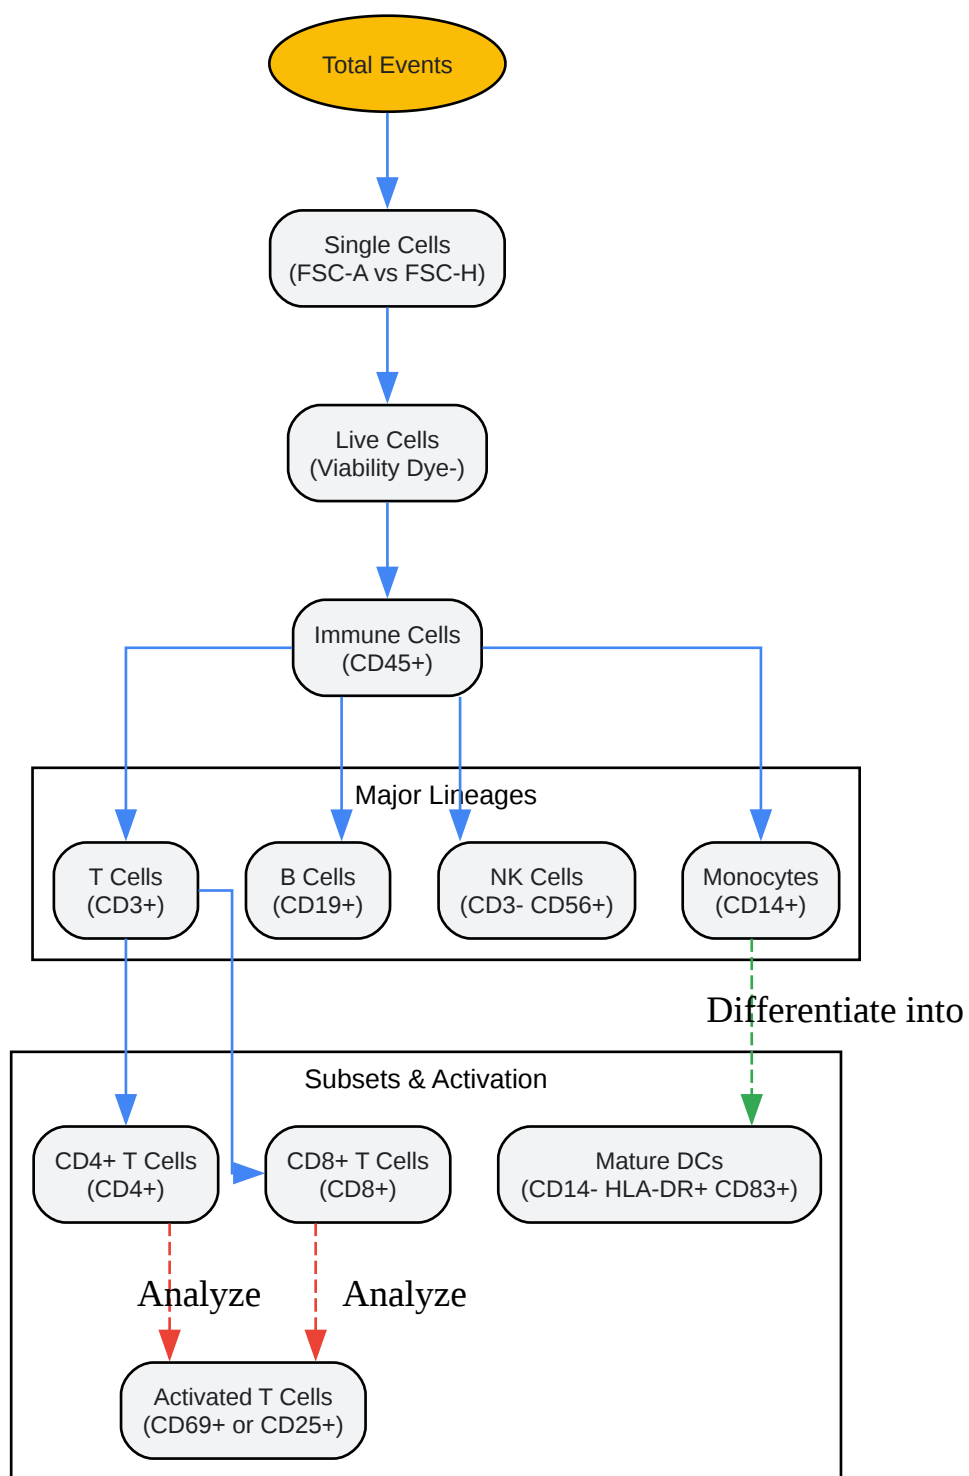 Total Events
Single Cells
(FSC-A vs FSC-H)
Live Cells
(Viability Dye-)
Immune Cells
(CD45+)
Major Lineages
T Cells
(CD3+)
B Cells
(CD19+)
NK Cells
(CD3- CD56+)
Monocytes
(CD14+)
Differentiate into
Subsets & Activation
CD4+ T Cells
(CD4+)
CD8+ T Cells
(CD8+)
Mature DCs
(CD14- HLA-DR+ CD83+)
Analyze
Analyze
Activated T Cells
(CD69+ or CD25+)